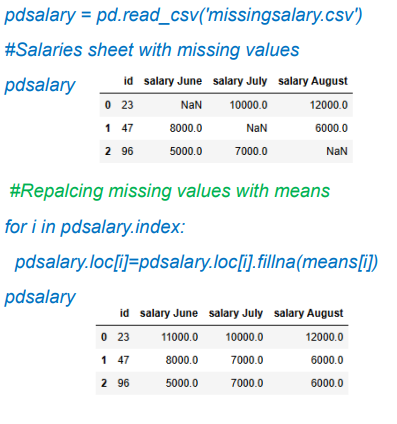 pdsalary = pd.read_csv('missingsalary.csv')
#Salaries sheet with missing values
pdsalary
id salary June salary July salary August
0 23 NaN 10000.0 12000.0
1 47 8000.0 NaN 6000.0
2 96 5000.0 7000.0 NaN
#Repalcing missing values with means
for i in pdsalary.index:
pdsalary.loc[i]=pdsalary.loc[i].fillna(means[i])
pdsalary
id salary June salary July salary August
0 23 11000.0 10000.0 12000.0
1 47 8000.0 7000.0 6000.0
2 96 5000.0 7000.0 6000.0